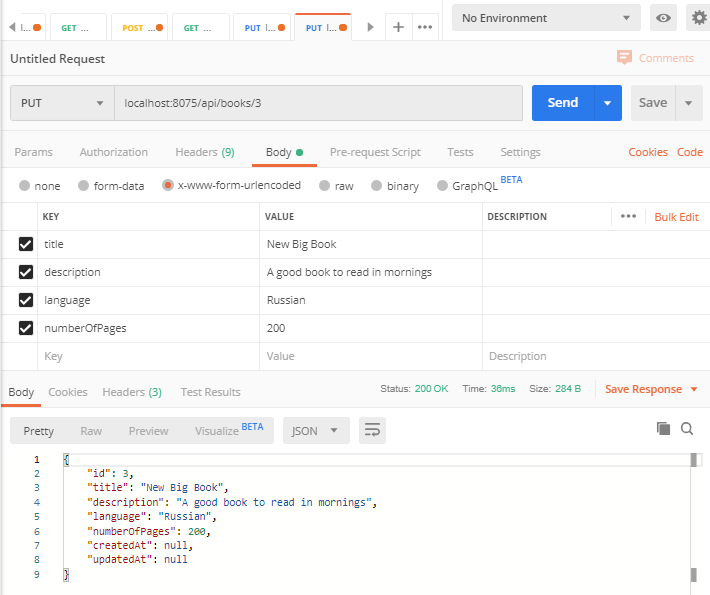 l... GET ... POST ... GET ... PUT l... PUT l... + ••• No Environment
Untitled Request Comments
PUT localhost:8075/api/books/3 Send Save
Params Authorization Headers (9) Body Pre-request Script Tests Settings Cookies Code
none form-data x-www-form-urlencoded raw binary GraphQL BETA
KEY VALUE DESCRIPTION ••• Bulk Edit
title New Big Book
description A good book to read in mornings
language Russian
numberOfPages 200
Key Value Description
Body Cookies Headers (3) Test Results Status: 200 OK Time: 36ms Size: 284 B Save Response
Pretty Raw Preview Visualize BETA JSON
1 {
2 "id": 3,
3 "title": "New Big Book",
4 "description": "A good book to read in mornings",
5 "language": "Russian",
6 "numberOfPages": 200,
7 "createdAt": null,
8 "updatedAt": null
9 }